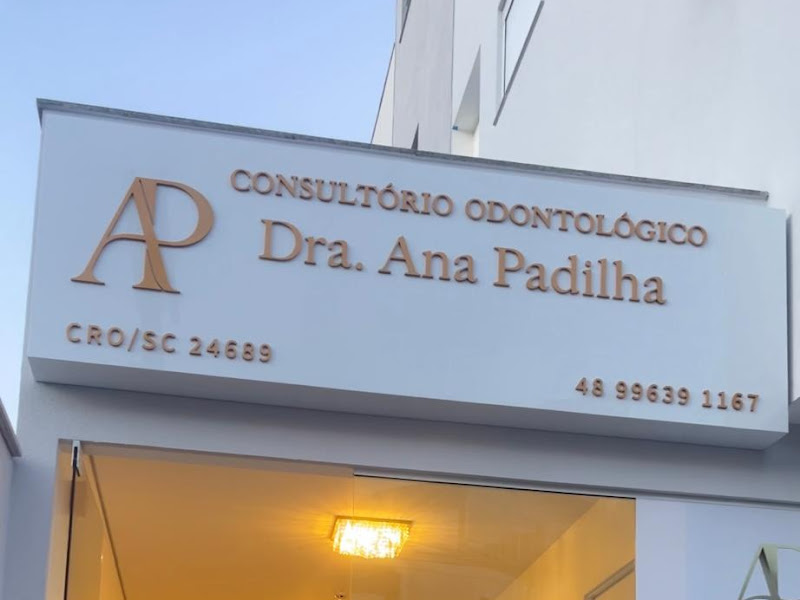 AP
CONSULTÓRIO ODONTOLÓGICO
Dra. Ana Padilha
CRO/SC 24689
48 99639 1167